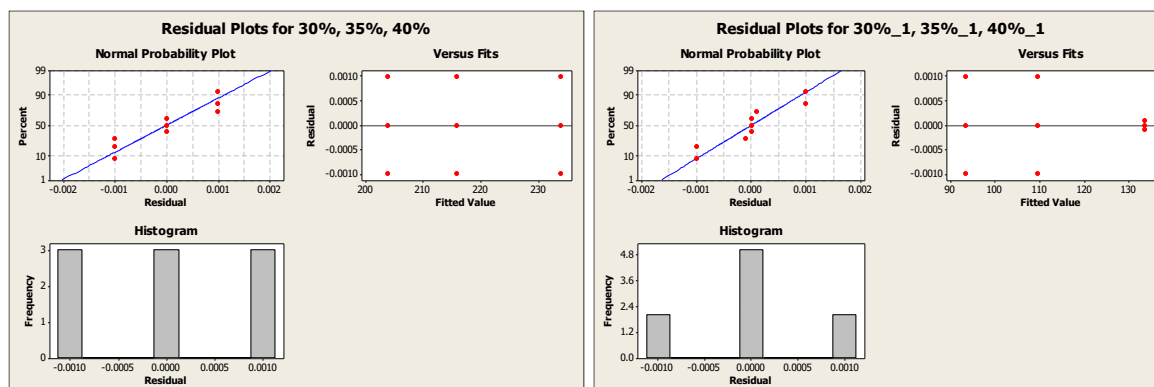 Residual Plots for 30%, 35%, 40%
Normal Probability Plot
99
90
50
10
1
Percent
-0.002 -0.001 0.000 0.001 0.002
Residual
Versus Fits
0.0010
0.0005
0.0000
-0.0005
-0.0010
Residual
200 210 220 230
Fitted Value
Histogram
3
2
1
0
Frequency
-0.0010 -0.0005 0.0000 0.0005 0.0010
Residual
Residual Plots for 30%_1, 35%_1, 40%_1
Normal Probability Plot
99
90
50
10
1
Percent
-0.002 -0.001 0.000 0.001 0.002
Residual
Versus Fits
0.0010
0.0005
0.0000
-0.0005
-0.0010
Residual
90 100 110 120 130
Fitted Value
Histogram
4.8
3.6
2.4
1.2
0.0
Frequency
-0.0010 -0.0005 0.0000 0.0005 0.0010
Residual